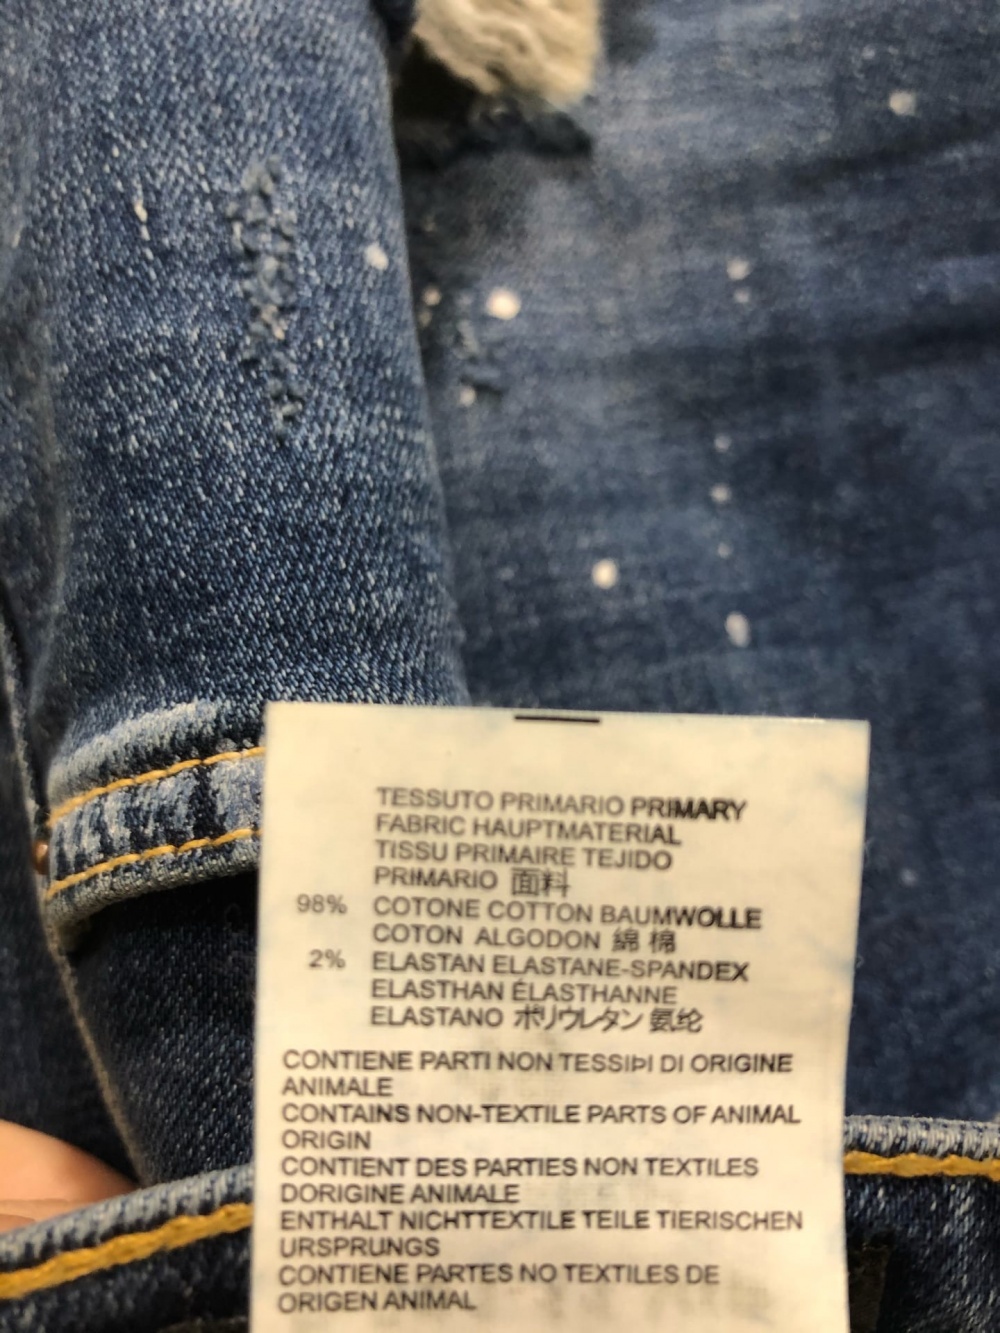 TESSUTO PRIMARIO PRIMARY
FABRIC HAUPTMATERIAL
TISSU PRIMAIRE TEJIDO
PRIMARIO 面料
98% COTONE COTTON BAUMWOLLE
COTON ALGODON 綿 棉
2% ELASTAN ELASTANE-SPANDEX
ELASTHAN ÉLASTHANNE
ELASTANO ポリウレタン 氨纶
CONTIENE PARTI NON TESSIÞI DI ORIGINE
ANIMALE
CONTAINS NON-TEXTILE PARTS OF ANIMAL
ORIGIN
CONTIENT DES PARTIES NON TEXTILES
DORIGINE ANIMALE
ENTHALT NICHTTEXTILE TEILE TIERISCHEN
URSPRUNGS
CONTIENE PARTES NO TEXTILES DE
ORIGEN ANIMAL